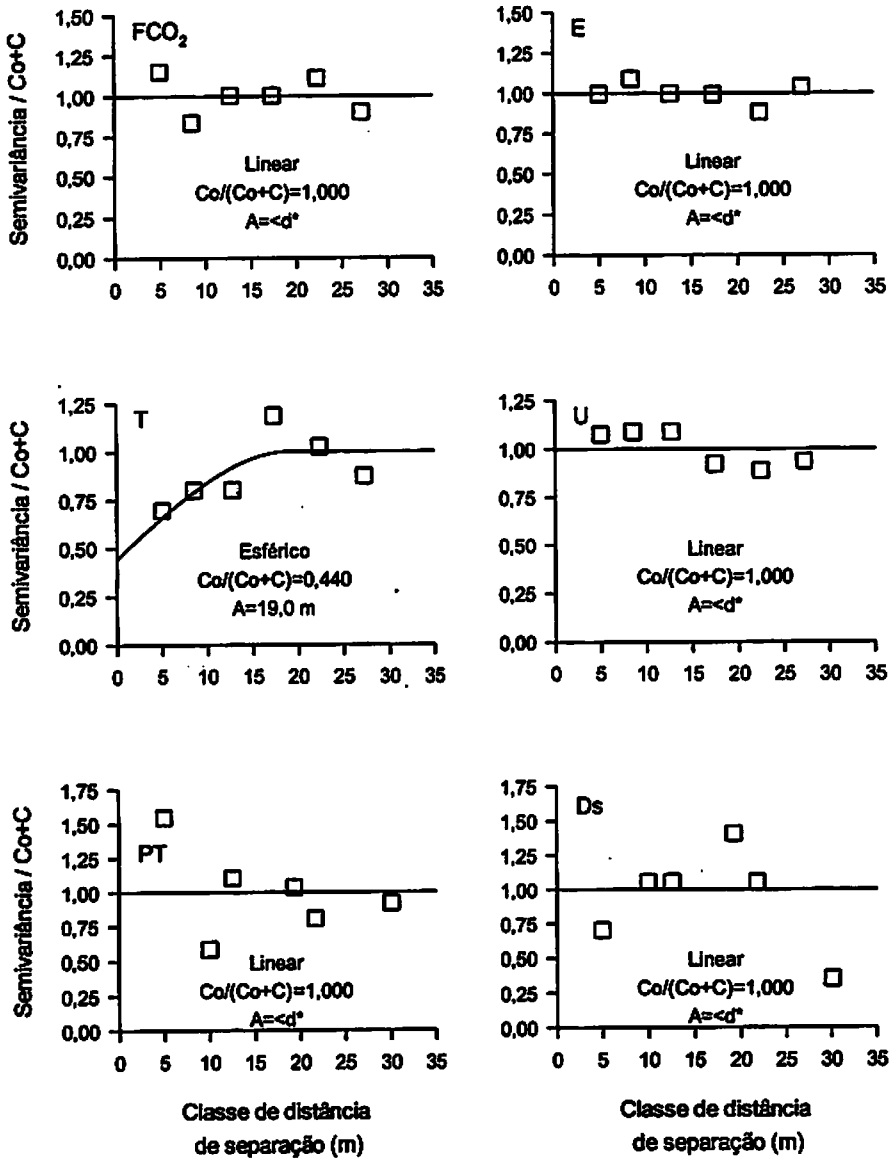 Semivariância / Co+C
1,50
1,25
1,00
0,75
0,50
0,25
0,00
FCO₂
Linear
Co/(Co+C)=1,000
A=<d*
0 5 10 15 20 25 30 35
1,50
1,25
1,00
0,75
0,50
0,25
0,00
E
Linear
Co/(Co+C)=1,000
A=<d*
0 5 10 15 20 25 30 35
Semivariância / Co+C
1,25
1,00
0,75
0,50
0,25
0,00
T
Esférico
Co/(Co+C)=0,440
A=19,0 m
0 5 10 15 20 25 30 35
1,25
1,00
0,75
0,50
0,25
0,00
U
Linear
Co/(Co+C)=1,000
A=<d*
0 5 10 15 20 25 30 35
Semivariância / Co+C
1,75
1,50
1,25
1,00
0,75
0,50
0,25
0,00
PT
Linear
Co/(Co+C)=1,000
A=<d*
0 5 10 15 20 25 30 35
Classe de distância
de separação (m)
1,75
1,50
1,25
1,00
0,75
0,50
0,25
0,00
Ds
Linear
Co/(Co+C)=1,000
A=<d*
0 5 10 15 20 25 30 35
Classe de distância
de separação (m)